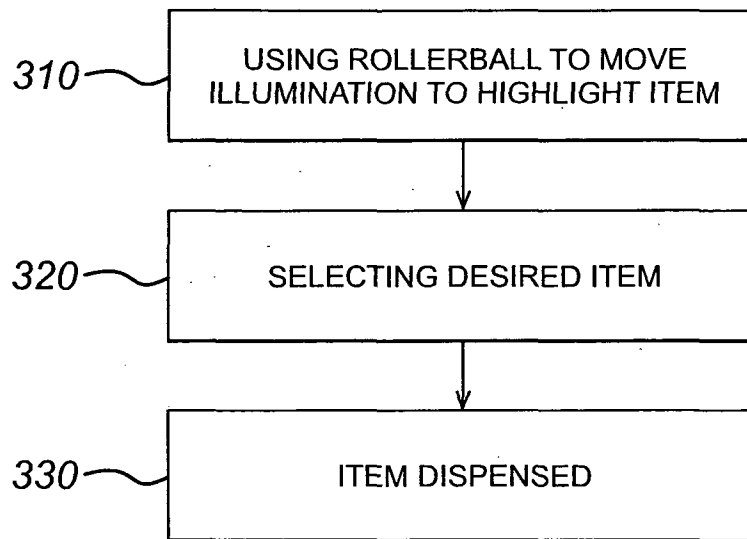 310
USING ROLLERBALL TO MOVE
ILLUMINATION TO HIGHLIGHT ITEM
320
SELECTING DESIRED ITEM
330
ITEM DISPENSED